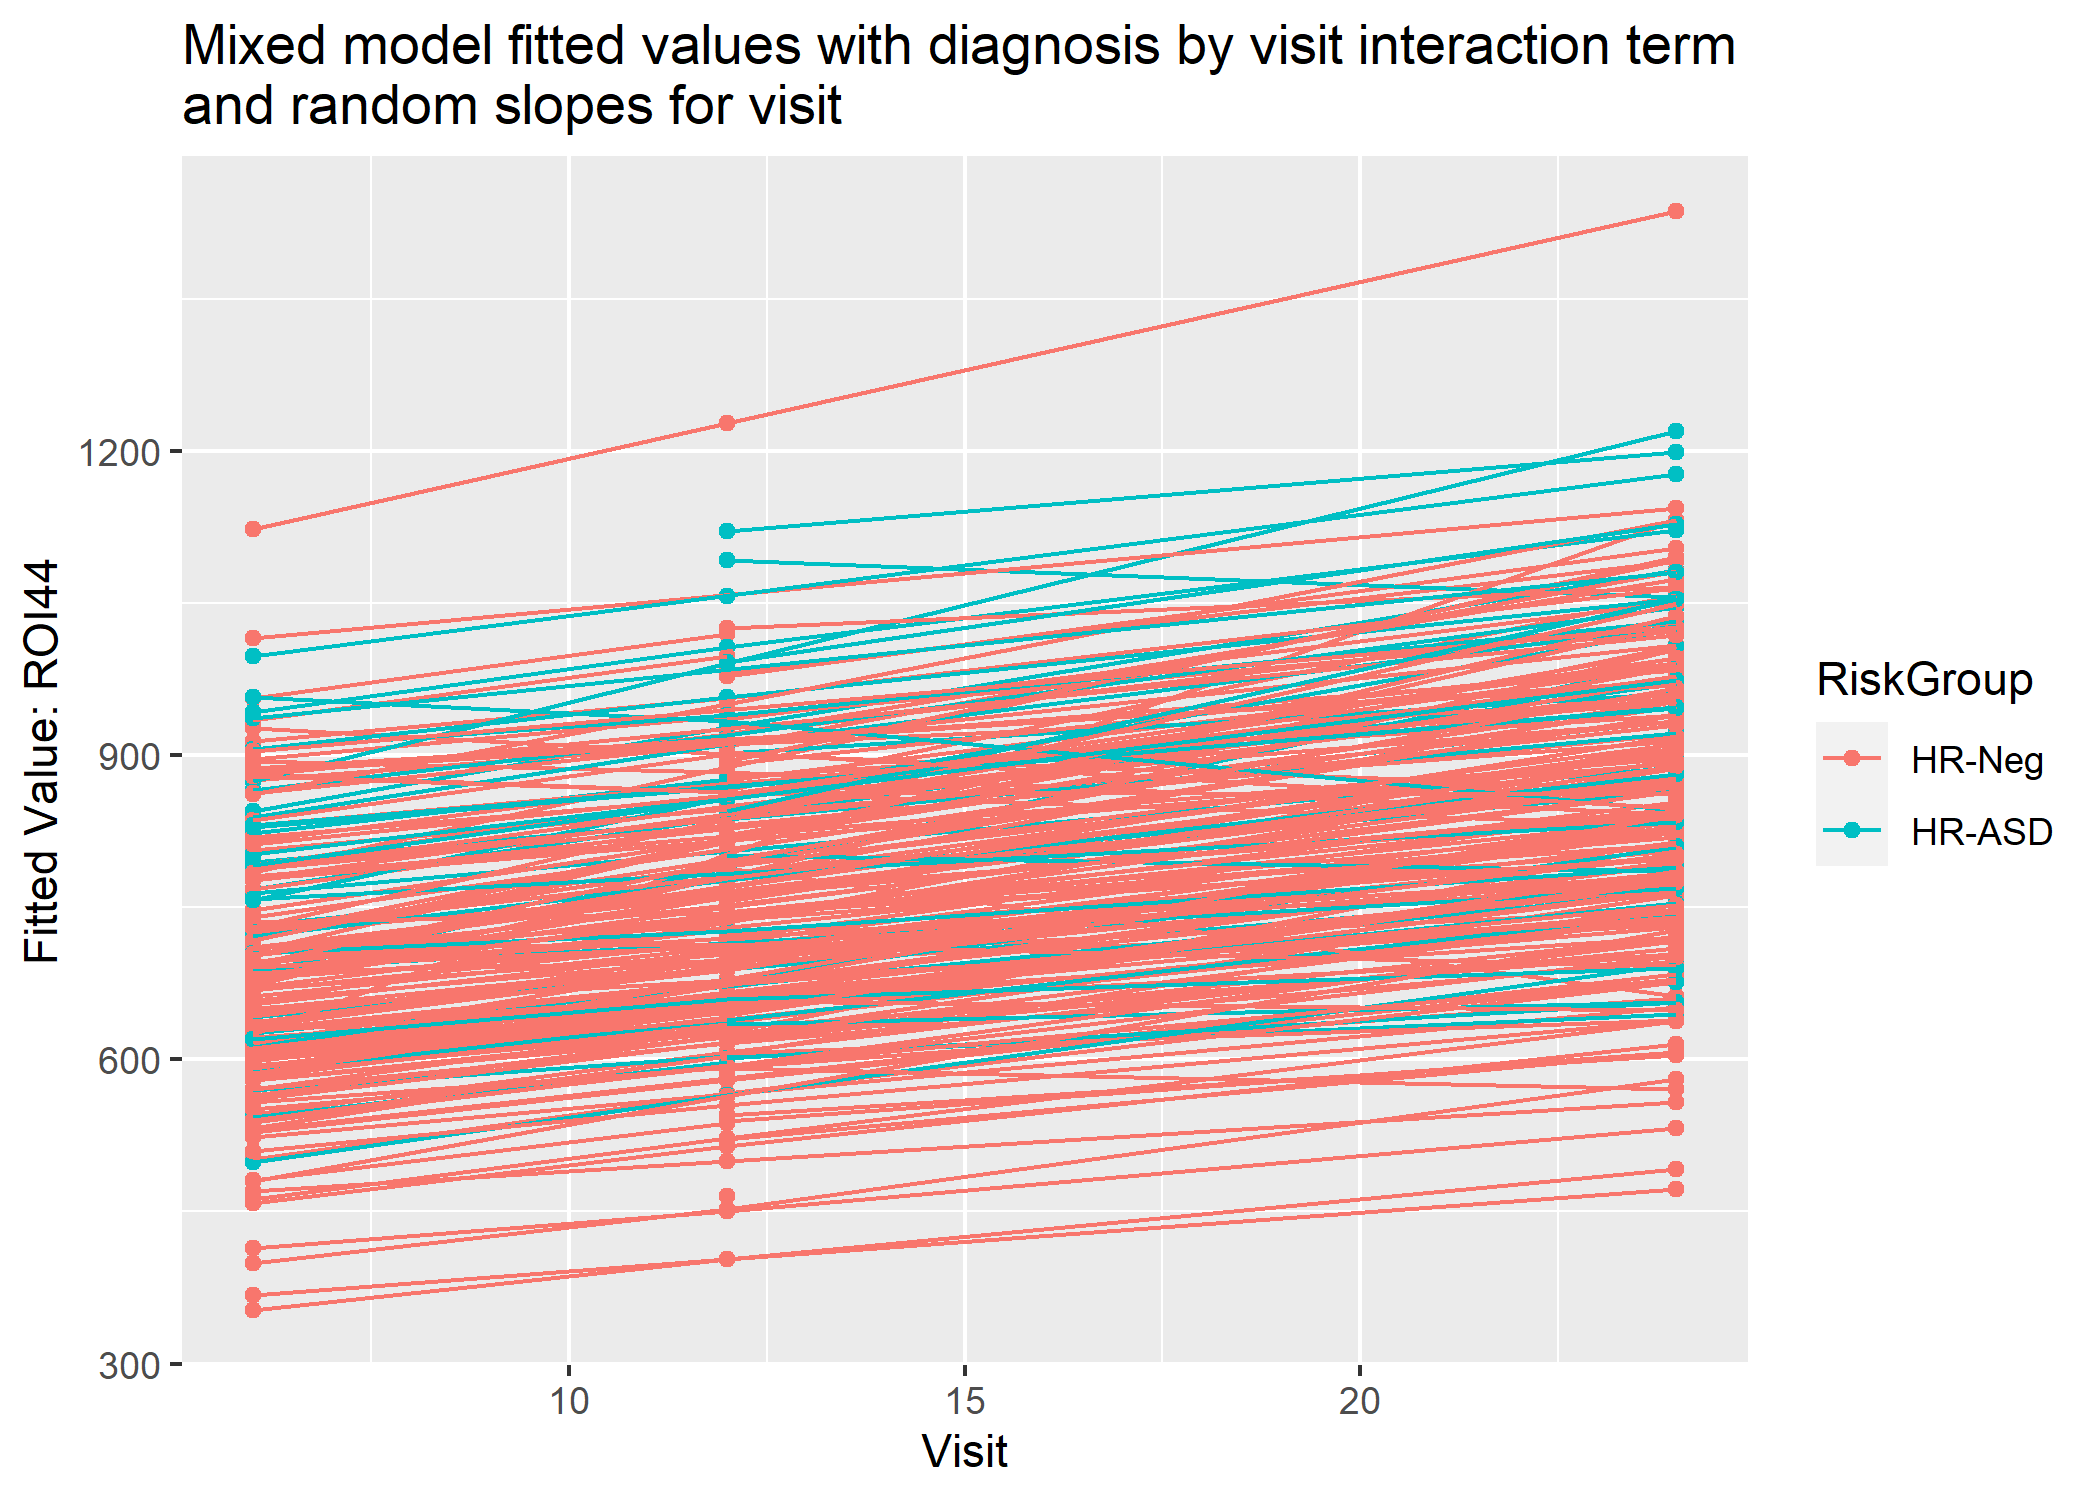 Mixed model fitted values with diagnosis by visit interaction term
and random slopes for visit
1200
900
600
300
Fitted Value: ROI44
10 15 20
Visit
RiskGroup
HR-Neg
HR-ASD